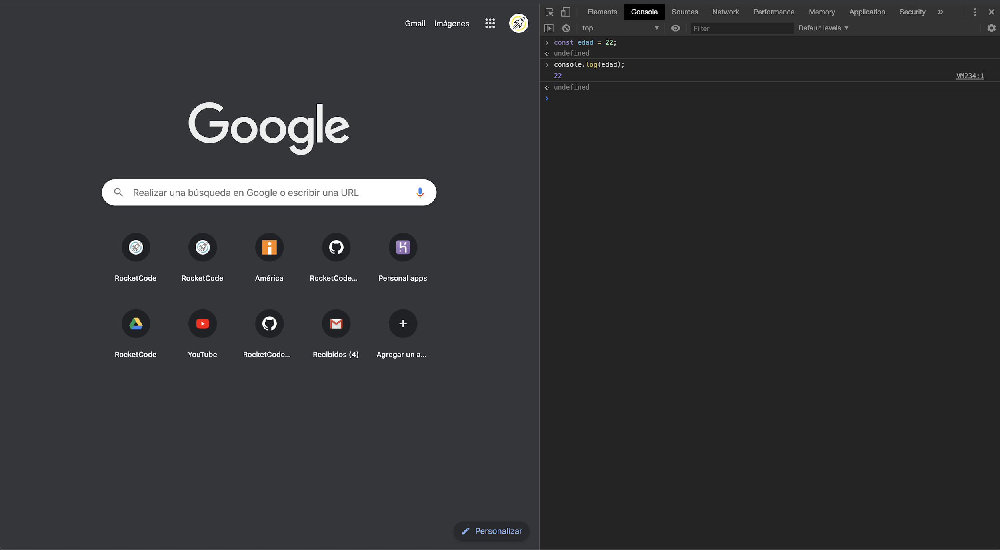 Gmail Imágenes
Google
Realizar una búsqueda en Google o escribir una URL
RocketCode RocketCode América RocketCode... Personal apps
RocketCode YouTube RocketCode... Recibidos (4) Agregar un a...
Personalizar
Elements Console Sources Network Performance Memory Application Security »
top Filter Default levels
const edad = 22;
undefined
console.log(edad);
22 VM234:1
undefined